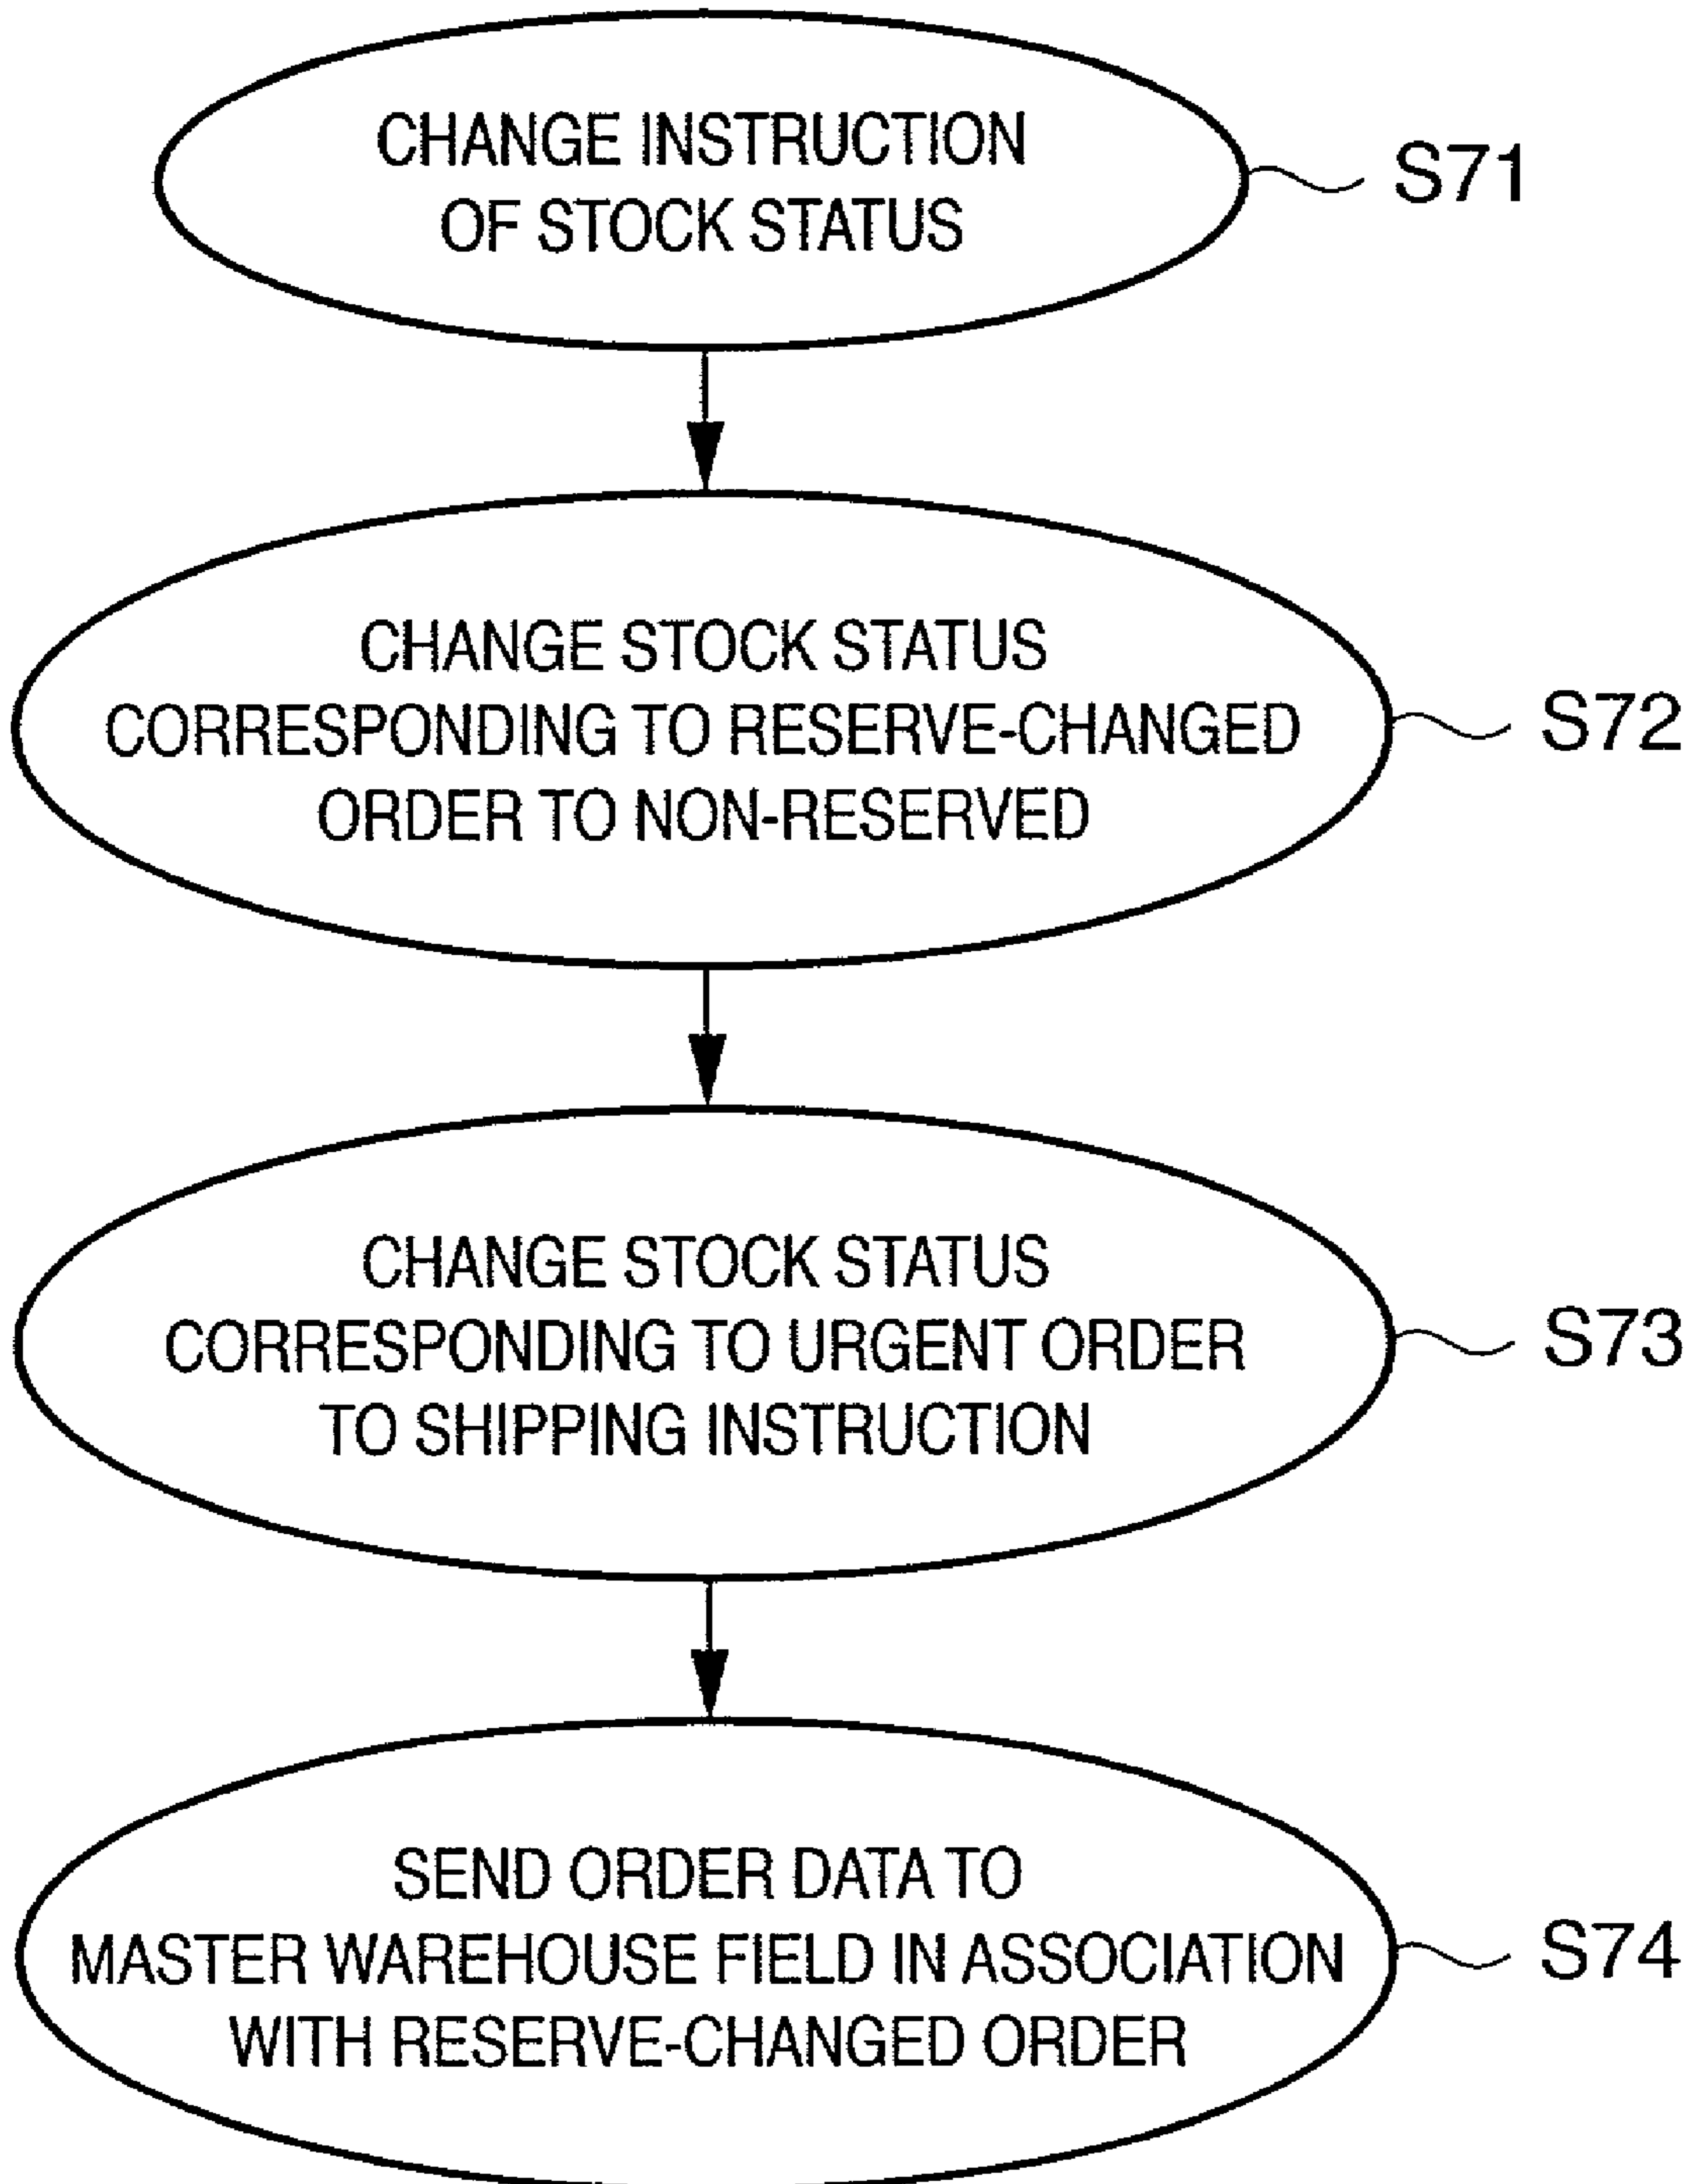 CHANGE INSTRUCTION
OF STOCK STATUS
S71
CHANGE STOCK STATUS
CORRESPONDING TO RESERVE-CHANGED
ORDER TO NON-RESERVED
S72
CHANGE STOCK STATUS
CORRESPONDING TO URGENT ORDER
TO SHIPPING INSTRUCTION
S73
SEND ORDER DATA TO
MASTER WAREHOUSE FIELD IN ASSOCIATION
WITH RESERVE-CHANGED ORDER
S74